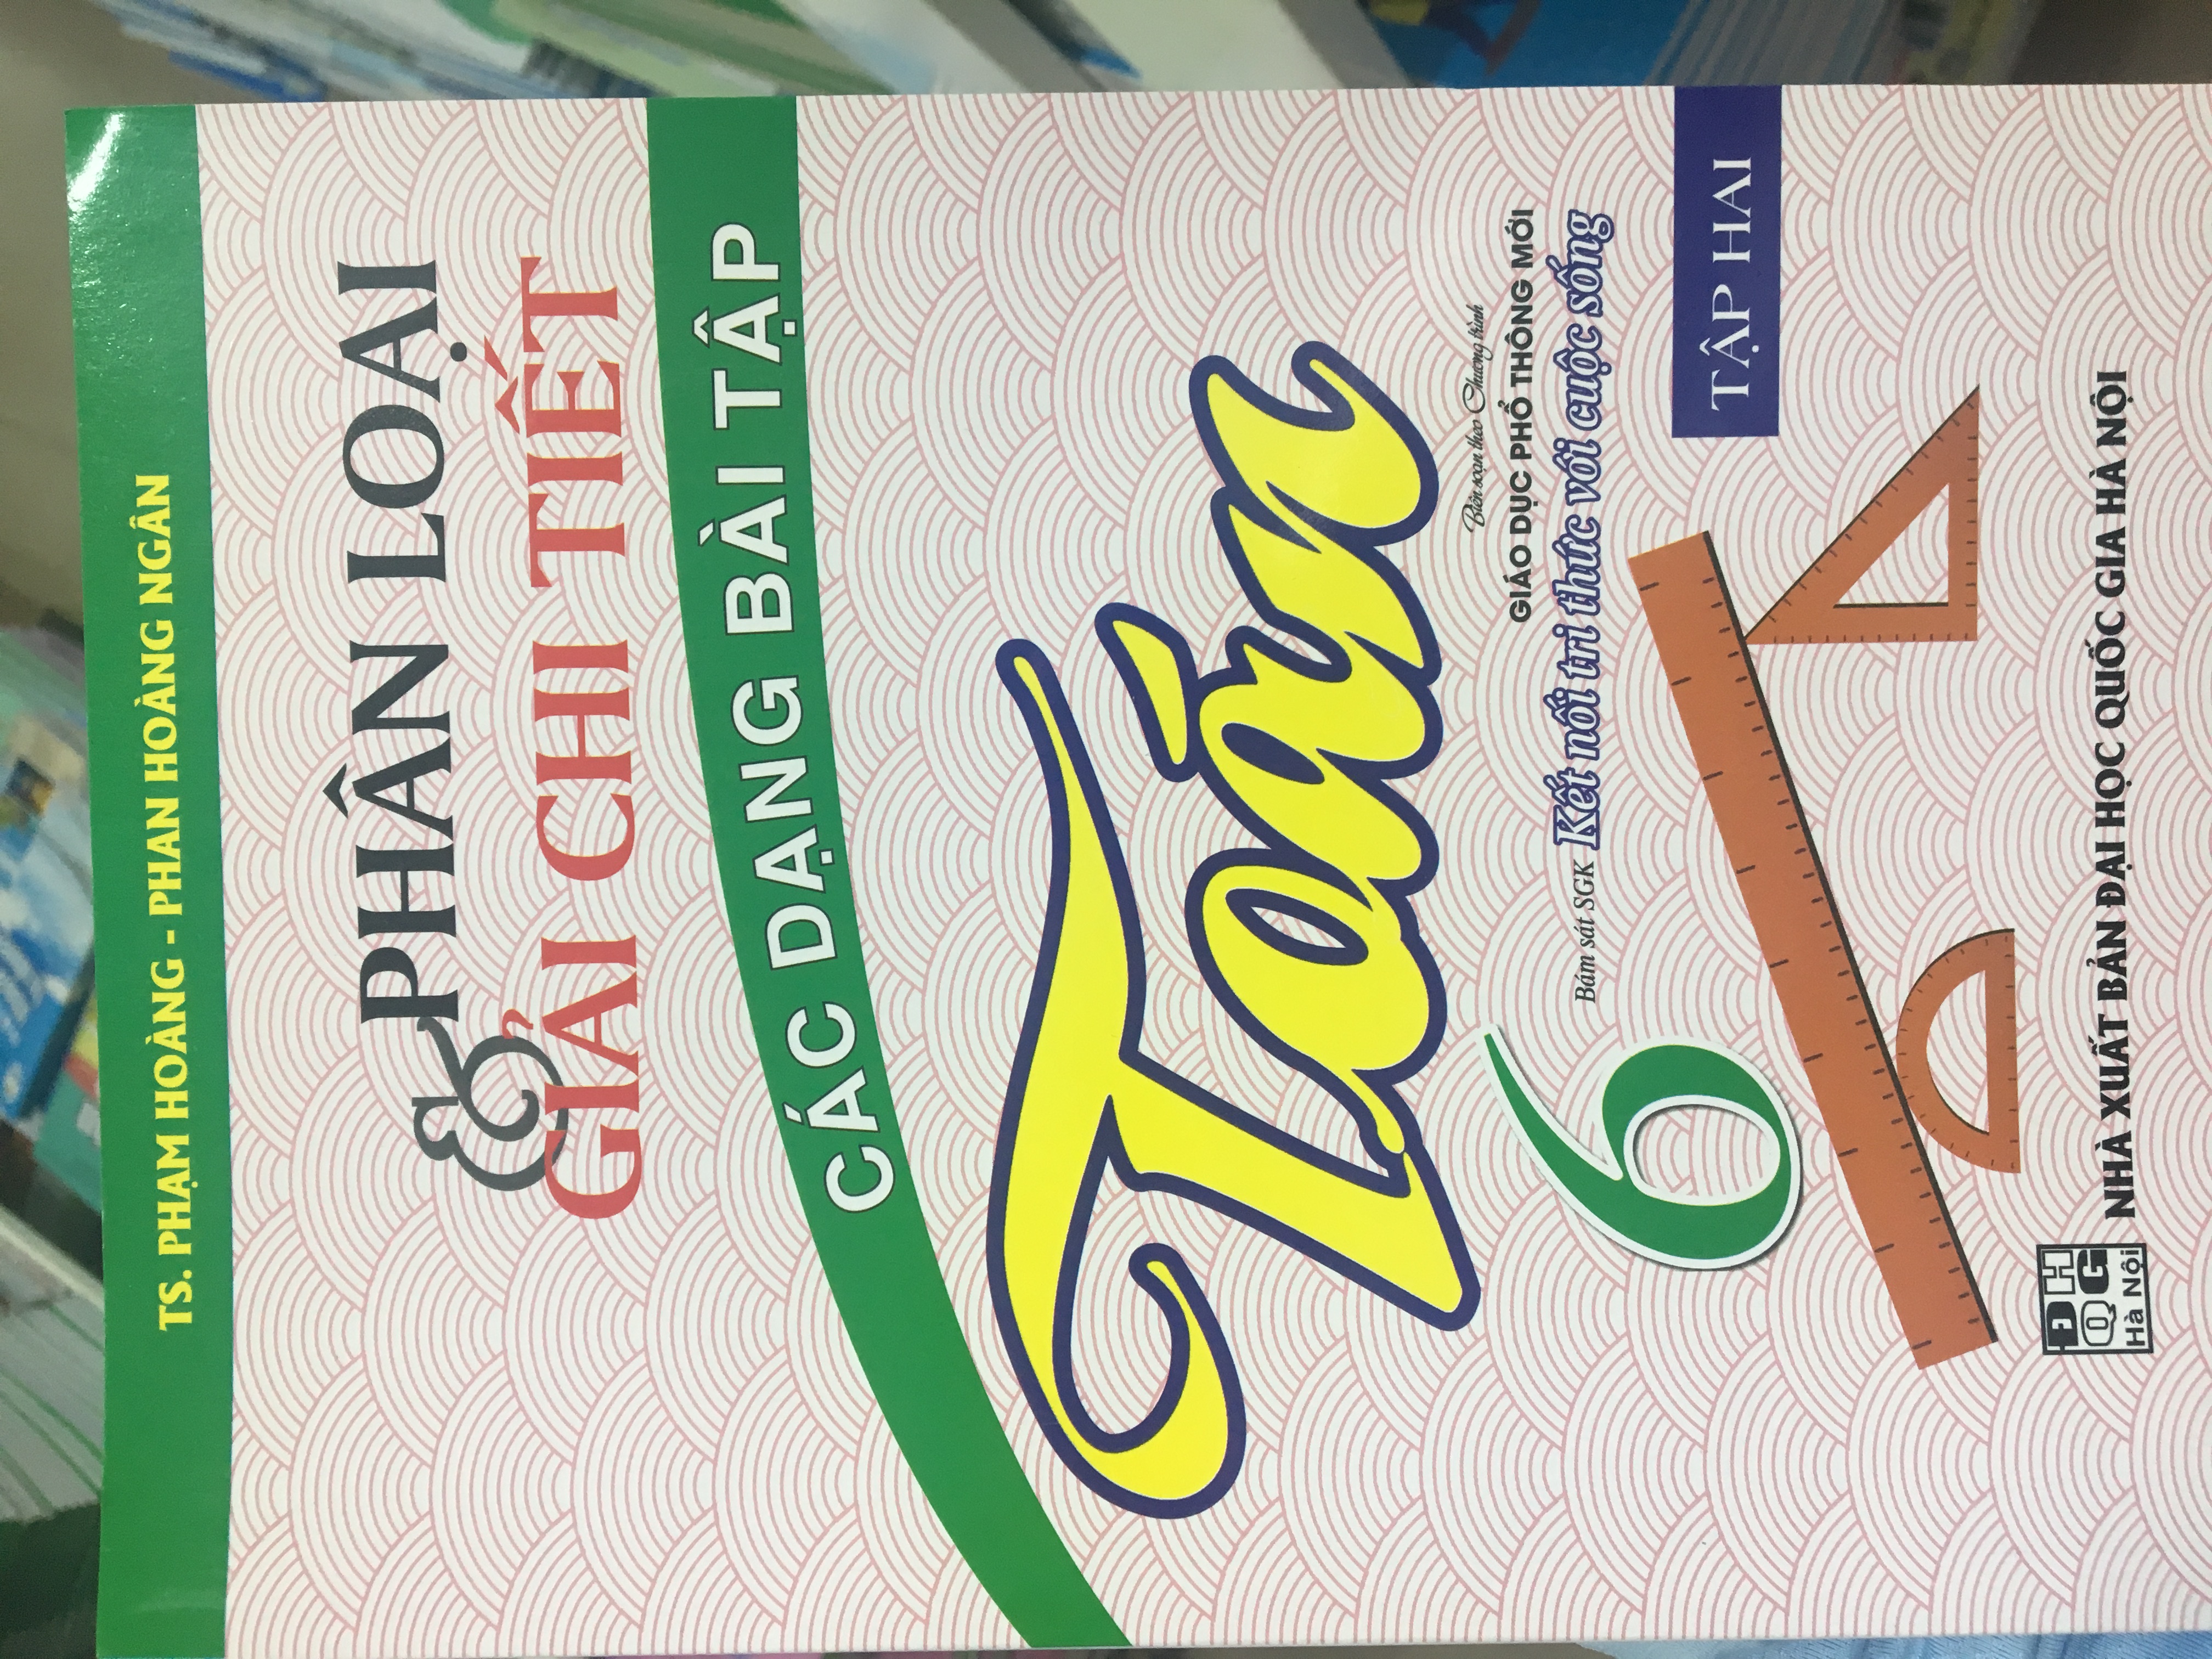 TS. PHẠM HOÀNG - PHAN HOÀNG NGÂN
PHÂN LOẠI
&
GIẢI CHI TIẾT
CÁC DẠNG BÀI TẬP
Toán
6
Biên soạn theo Chương trình
GIÁO DỤC PHỔ THÔNG MỚI
Bám sát SGK Kết nối tri thức với cuộc sống
TẬP HAI
ĐH
QG
Hà Nội
NHÀ XUẤT BẢN ĐẠI HỌC QUỐC GIA HÀ NỘI